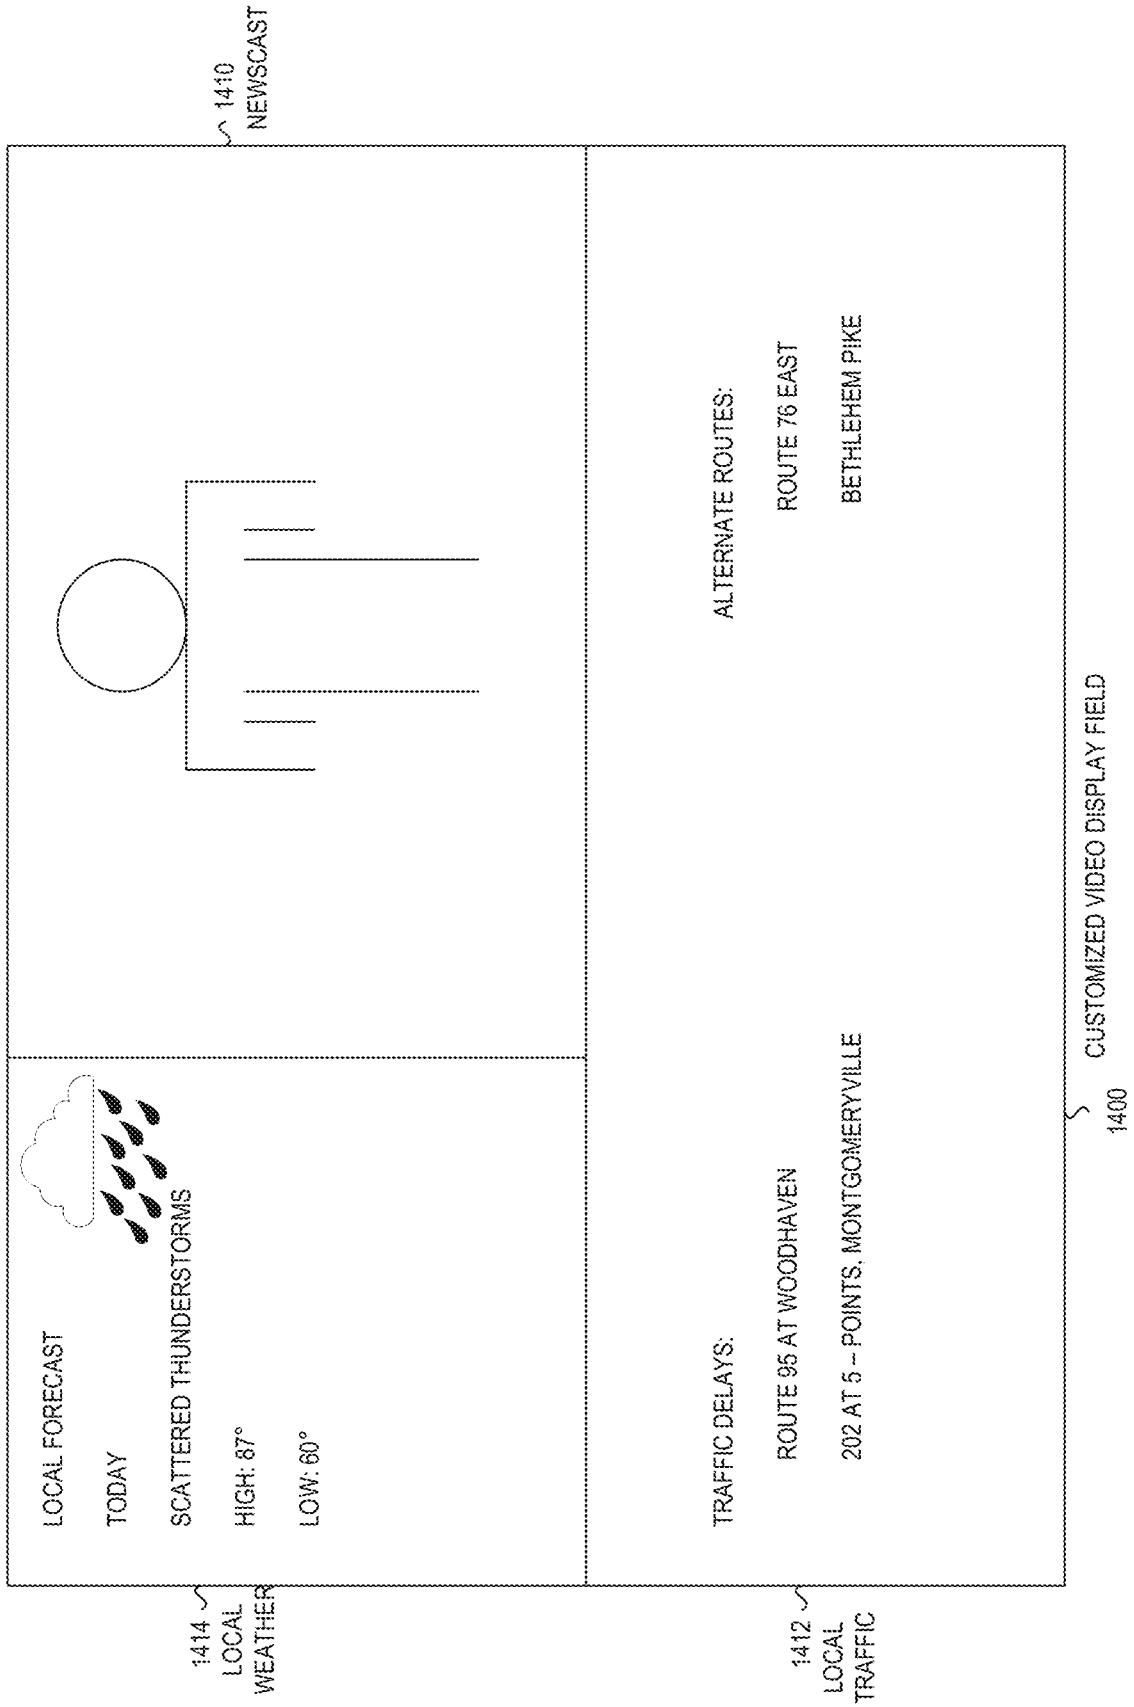 1414
LOCAL
WEATHER
LOCAL FORECAST
TODAY
SCATTERED THUNDERSTORMS
HIGH: 87°
LOW: 60°
1410
NEWSCAST
1412
LOCAL
TRAFFIC
TRAFFIC DELAYS:
ROUTE 95 AT WOODHAVEN
202 AT 5 – POINTS, MONTGOMERYVILLE
ALTERNATE ROUTES:
ROUTE 76 EAST
BETHLEHEM PIKE
1400
CUSTOMIZED VIDEO DISPLAY FIELD